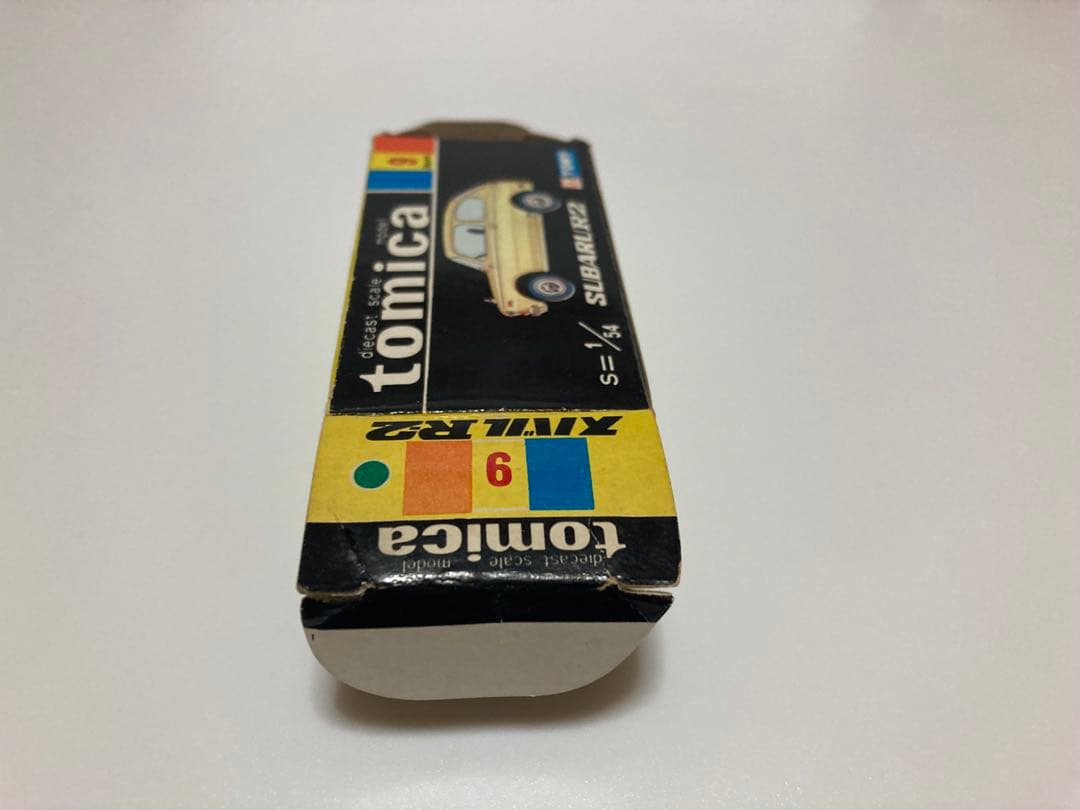 9
diecast scale model
tomica
TOMY
SUBARU R2
S=1/54
スバル R-2
9
tomica
diecast scale model